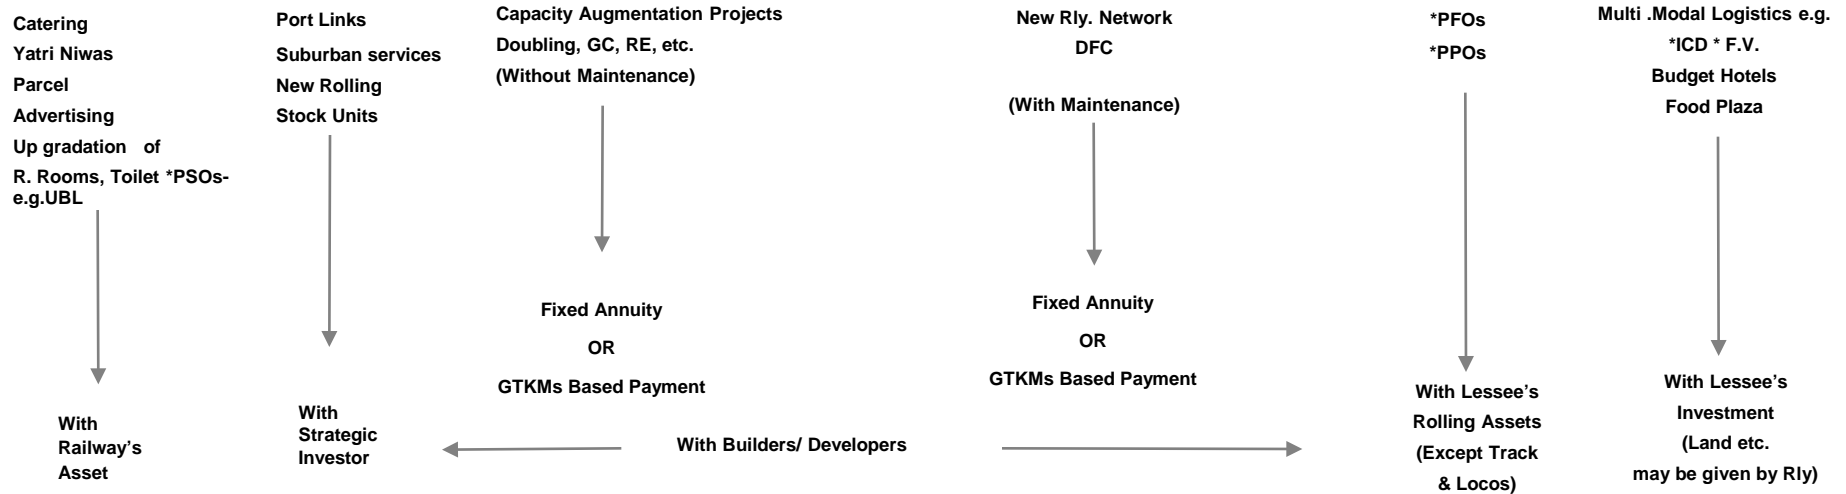 Catering
Yatri Niwas
Parcel
Advertising
Up gradation of
R. Rooms, Toilet *PSOs-
e.g.UBL
With
Railway's
Asset
Port Links
Suburban services
New Rolling
Stock Units
With
Strategic
Investor
Capacity Augmentation Projects
Doubling, GC, RE, etc.
(Without Maintenance)
Fixed Annuity
OR
GTKMs Based Payment
With Builders/ Developers
New Rly. Network
DFC
(With Maintenance)
Fixed Annuity
OR
GTKMs Based Payment
*PFOs
*PPOs
With Lessee’s
Rolling Assets
(Except Track
& Locos)
Multi .Modal Logistics e.g.
*ICD * F.V.
Budget Hotels
Food Plaza
With Lessee’s
Investment
(Land etc.
may be given by Rly)